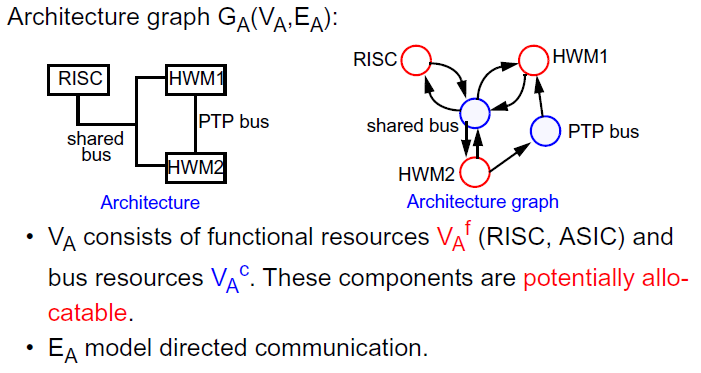 Architecture graph G_A(V_A,E_A):
RISC
HWM1
shared
bus
PTP bus
HWM2
Architecture
RISC
HWM1
shared bus
PTP bus
HWM2
Architecture graph
• V_A consists of functional resources V_A^f (RISC, ASIC) and
bus resources V_A^c. These components are potentially allo-
catable.
• E_A model directed communication.